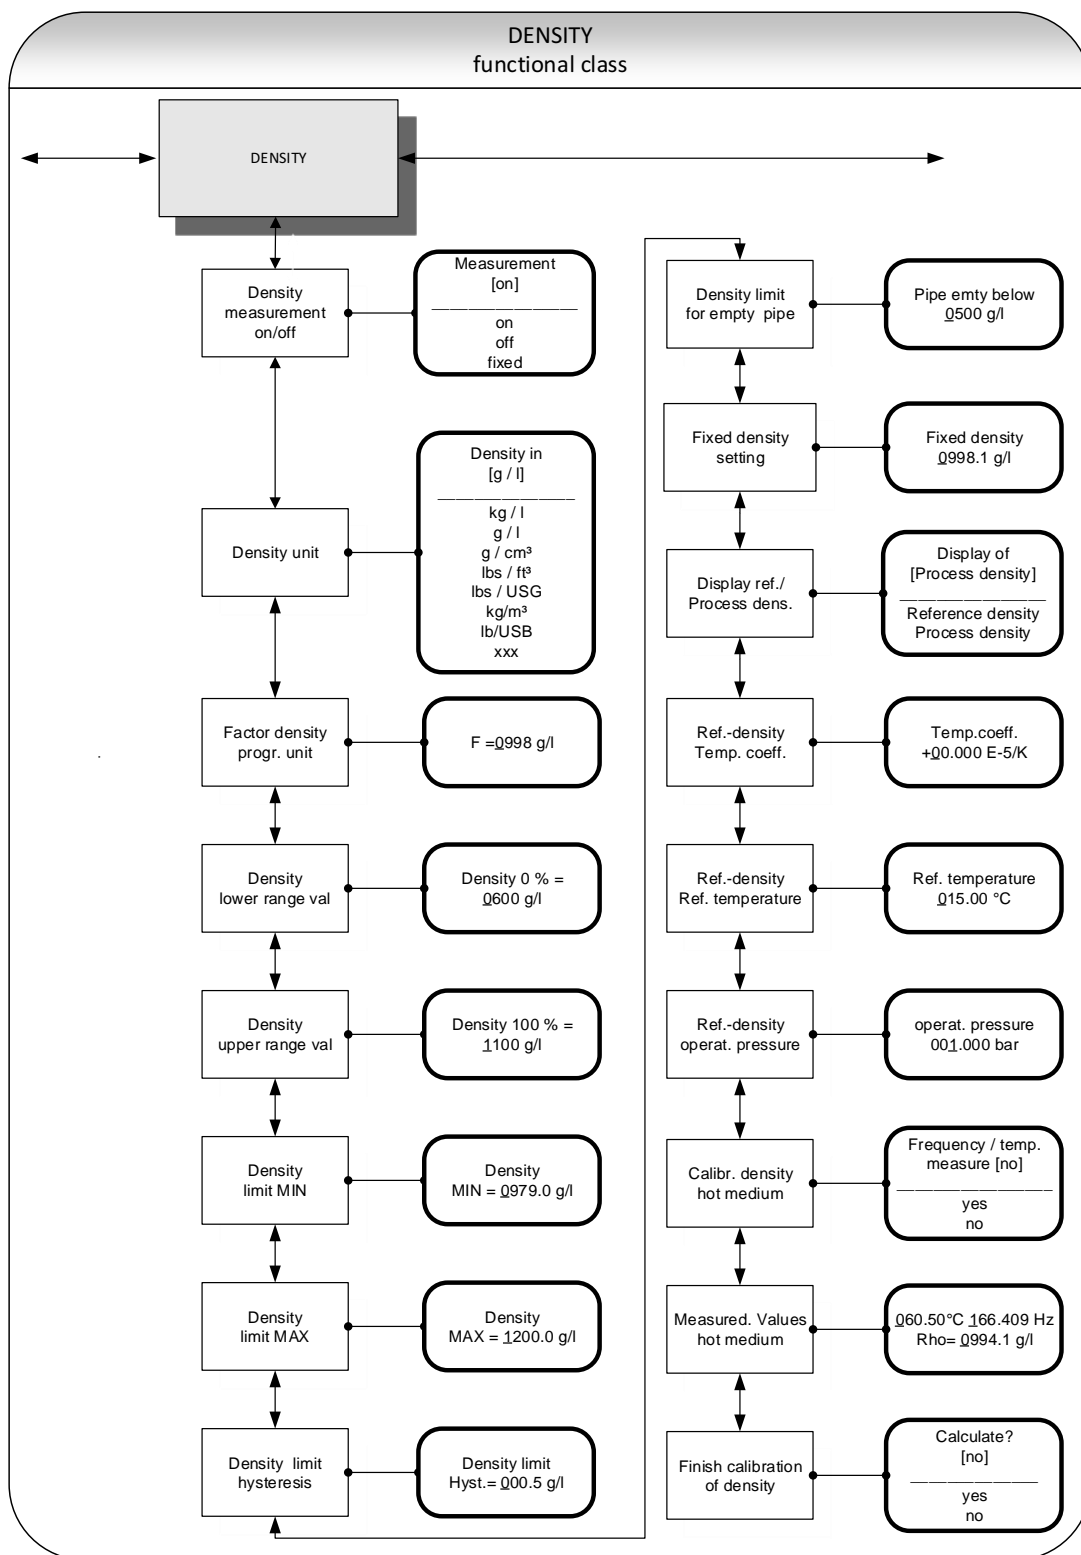 DENSITY
functional class
DENSITY
Density
measurement
on/off
Measurement
[on]
on
off
fixed
Density unit
Density in
[g / l]
kg / l
g / l
g / cm³
lbs / ft³
lbs / USG
kg/m³
lb/USB
xxx
Factor density
progr. unit
F =0998 g/l
Density
lower range val
Density 0 % =
0600 g/l
Density
upper range val
Density 100 % =
1100 g/l
Density
limit MIN
Density
MIN = 0979.0 g/l
Density
limit MAX
Density
MAX = 1200.0 g/l
Density limit
hysteresis
Density limit
Hyst.= 000.5 g/l
Density limit
for empty pipe
Pipe emty below
0500 g/l
Fixed density
setting
Fixed density
0998.1 g/l
Display ref./
Process dens.
Display of
[Process density]
Reference density
Process density
Ref.-density
Temp. coeff.
Temp.coeff.
+00.000 E-5/K
Ref.-density
Ref. temperature
Ref. temperature
015.00 °C
Ref.-density
operat. pressure
operat. pressure
001.000 bar
Calibr. density
hot medium
Frequency / temp.
measure [no]
yes
no
Measured. Values
hot medium
060.50°C 166.409 Hz
Rho= 0994.1 g/l
Finish calibration
of density
Calculate?
[no]
yes
no